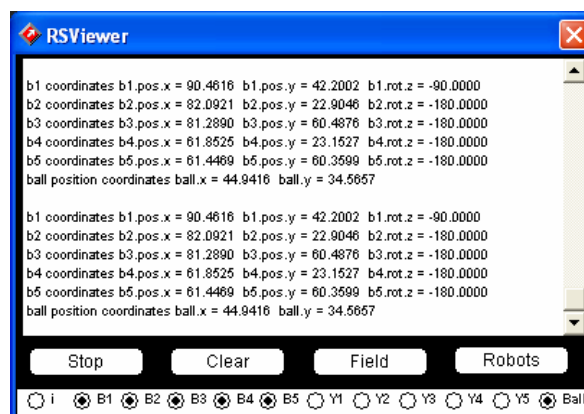 RSViewer
b1 coordinates b1.pos.x = 90.4616 b1.pos.y = 42.2002 b1.rot.z = -90.0000
b2 coordinates b2.pos.x = 82.0921 b2.pos.y = 22.9046 b2.rot.z = -180.0000
b3 coordinates b3.pos.x = 81.2890 b3.pos.y = 60.4876 b3.rot.z = -180.0000
b4 coordinates b4.pos.x = 61.8525 b4.pos.y = 23.1527 b4.rot.z = -180.0000
b5 coordinates b5.pos.x = 61.4469 b5.pos.y = 60.3599 b5.rot.z = -180.0000
ball position coordinates ball.x = 44.9416 ball.y = 34.5657
b1 coordinates b1.pos.x = 90.4616 b1.pos.y = 42.2002 b1.rot.z = -90.0000
b2 coordinates b2.pos.x = 82.0921 b2.pos.y = 22.9046 b2.rot.z = -180.0000
b3 coordinates b3.pos.x = 81.2890 b3.pos.y = 60.4876 b3.rot.z = -180.0000
b4 coordinates b4.pos.x = 61.8525 b4.pos.y = 23.1527 b4.rot.z = -180.0000
b5 coordinates b5.pos.x = 61.4469 b5.pos.y = 60.3599 b5.rot.z = -180.0000
ball position coordinates ball.x = 44.9416 ball.y = 34.5657
Stop Clear Field Robots
i B1 B2 B3 B4 B5 Y1 Y2 Y3 Y4 Y5 Bal